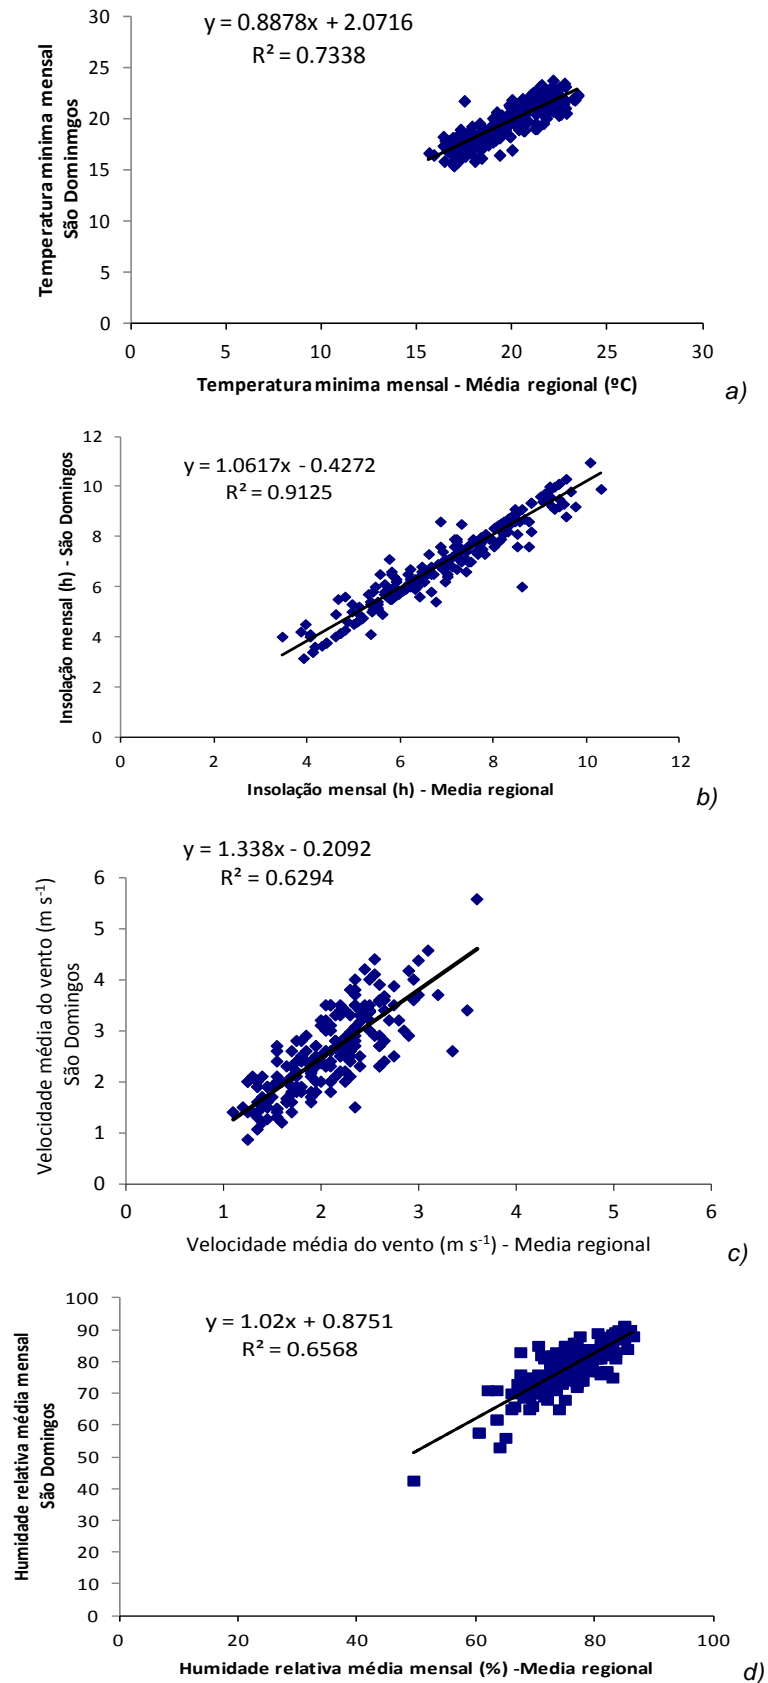 y = 0.8878x + 2.0716
R² = 0.7338
Temperatura minima mensal
São Dominmgos
30
25
20
15
10
5
0
0 5 10 15 20 25 30
Temperatura minima mensal - Média regional (ºC)
a)
y = 1.0617x - 0.4272
R² = 0.9125
Insolação mensal (h) - São Domingos
12
10
8
6
4
2
0
0 2 4 6 8 10 12
Insolação mensal (h) - Media regional
b)
y = 1.338x - 0.2092
R² = 0.6294
Velocidade média do vento (m s⁻¹)
São Domingos
6
5
4
3
2
1
0
0 1 2 3 4 5 6
Velocidade média do vento (m s⁻¹) - Media regional
c)
y = 1.02x + 0.8751
R² = 0.6568
Humidade relativa média mensal
São Domingos
100
90
80
70
60
50
40
30
20
10
0
0 20 40 60 80 100
Humidade relativa média mensal (%) -Media regional
d)